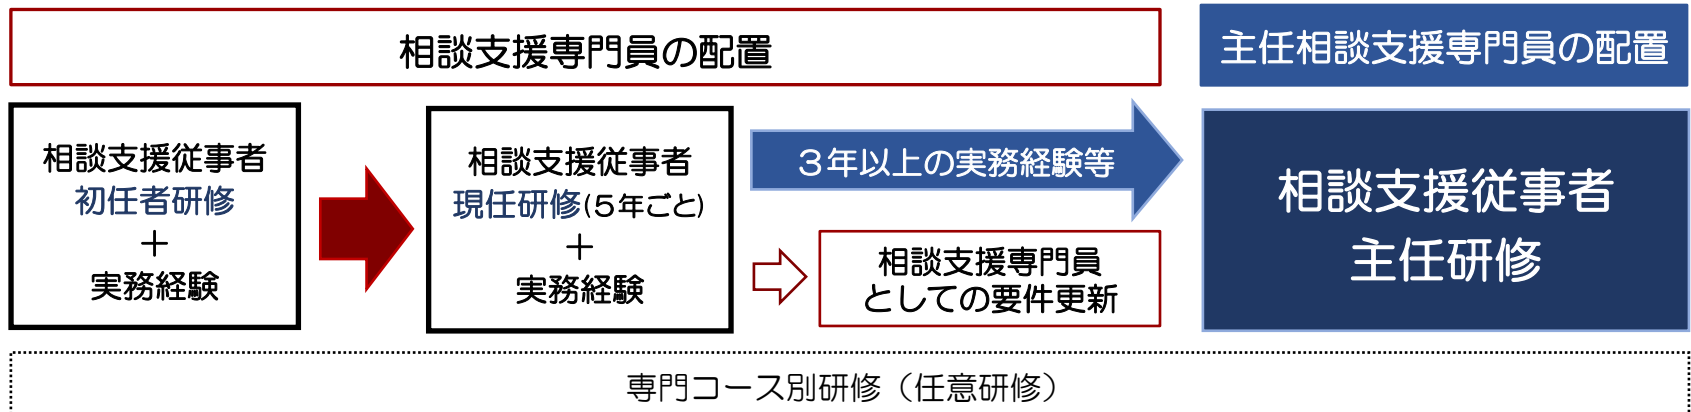 相談支援専門員の配置
主任相談支援専門員の配置
相談支援従事者
初任者研修
＋
実務経験
相談支援従事者
現任研修(５年ごと)
＋
実務経験
３年以上の実務経験等
相談支援専門員
としての要件更新
相談支援従事者
主任研修
専門コース別研修（任意研修）